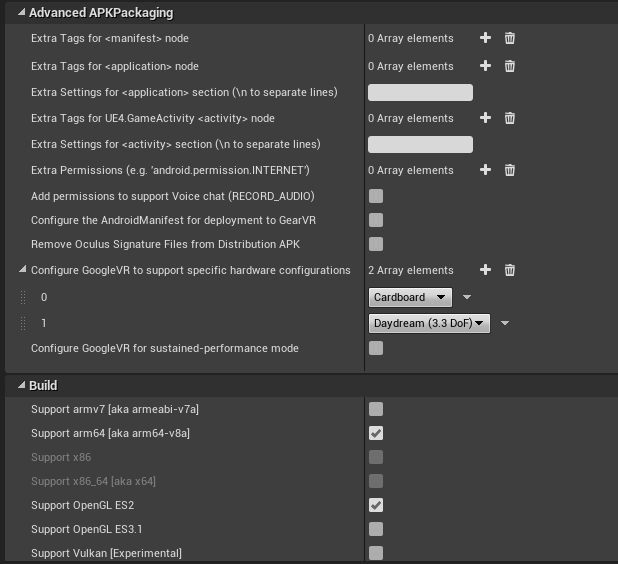 Advanced APKPackaging
Extra Tags for <manifest> node 0 Array elements
Extra Tags for <application> node 0 Array elements
Extra Settings for <application> section (\n to separate lines)
Extra Tags for UE4.GameActivity <activity> node 0 Array elements
Extra Settings for <activity> section (\n to separate lines)
Extra Permissions (e.g. 'android.permission.INTERNET') 0 Array elements
Add permissions to support Voice chat (RECORD_AUDIO)
Configure the AndroidManifest for deployment to GearVR
Remove Oculus Signature Files from Distribution APK
Configure GoogleVR to support specific hardware configurations 2 Array elements
0 Cardboard
1 Daydream (3.3 DoF)
Configure GoogleVR for sustained-performance mode
Build
Support armv7 [aka armeabi-v7a]
Support arm64 [aka arm64-v8a]
Support x86
Support x86_64 [aka x64]
Support OpenGL ES2
Support OpenGL ES3.1
Support Vulkan [Experimental]